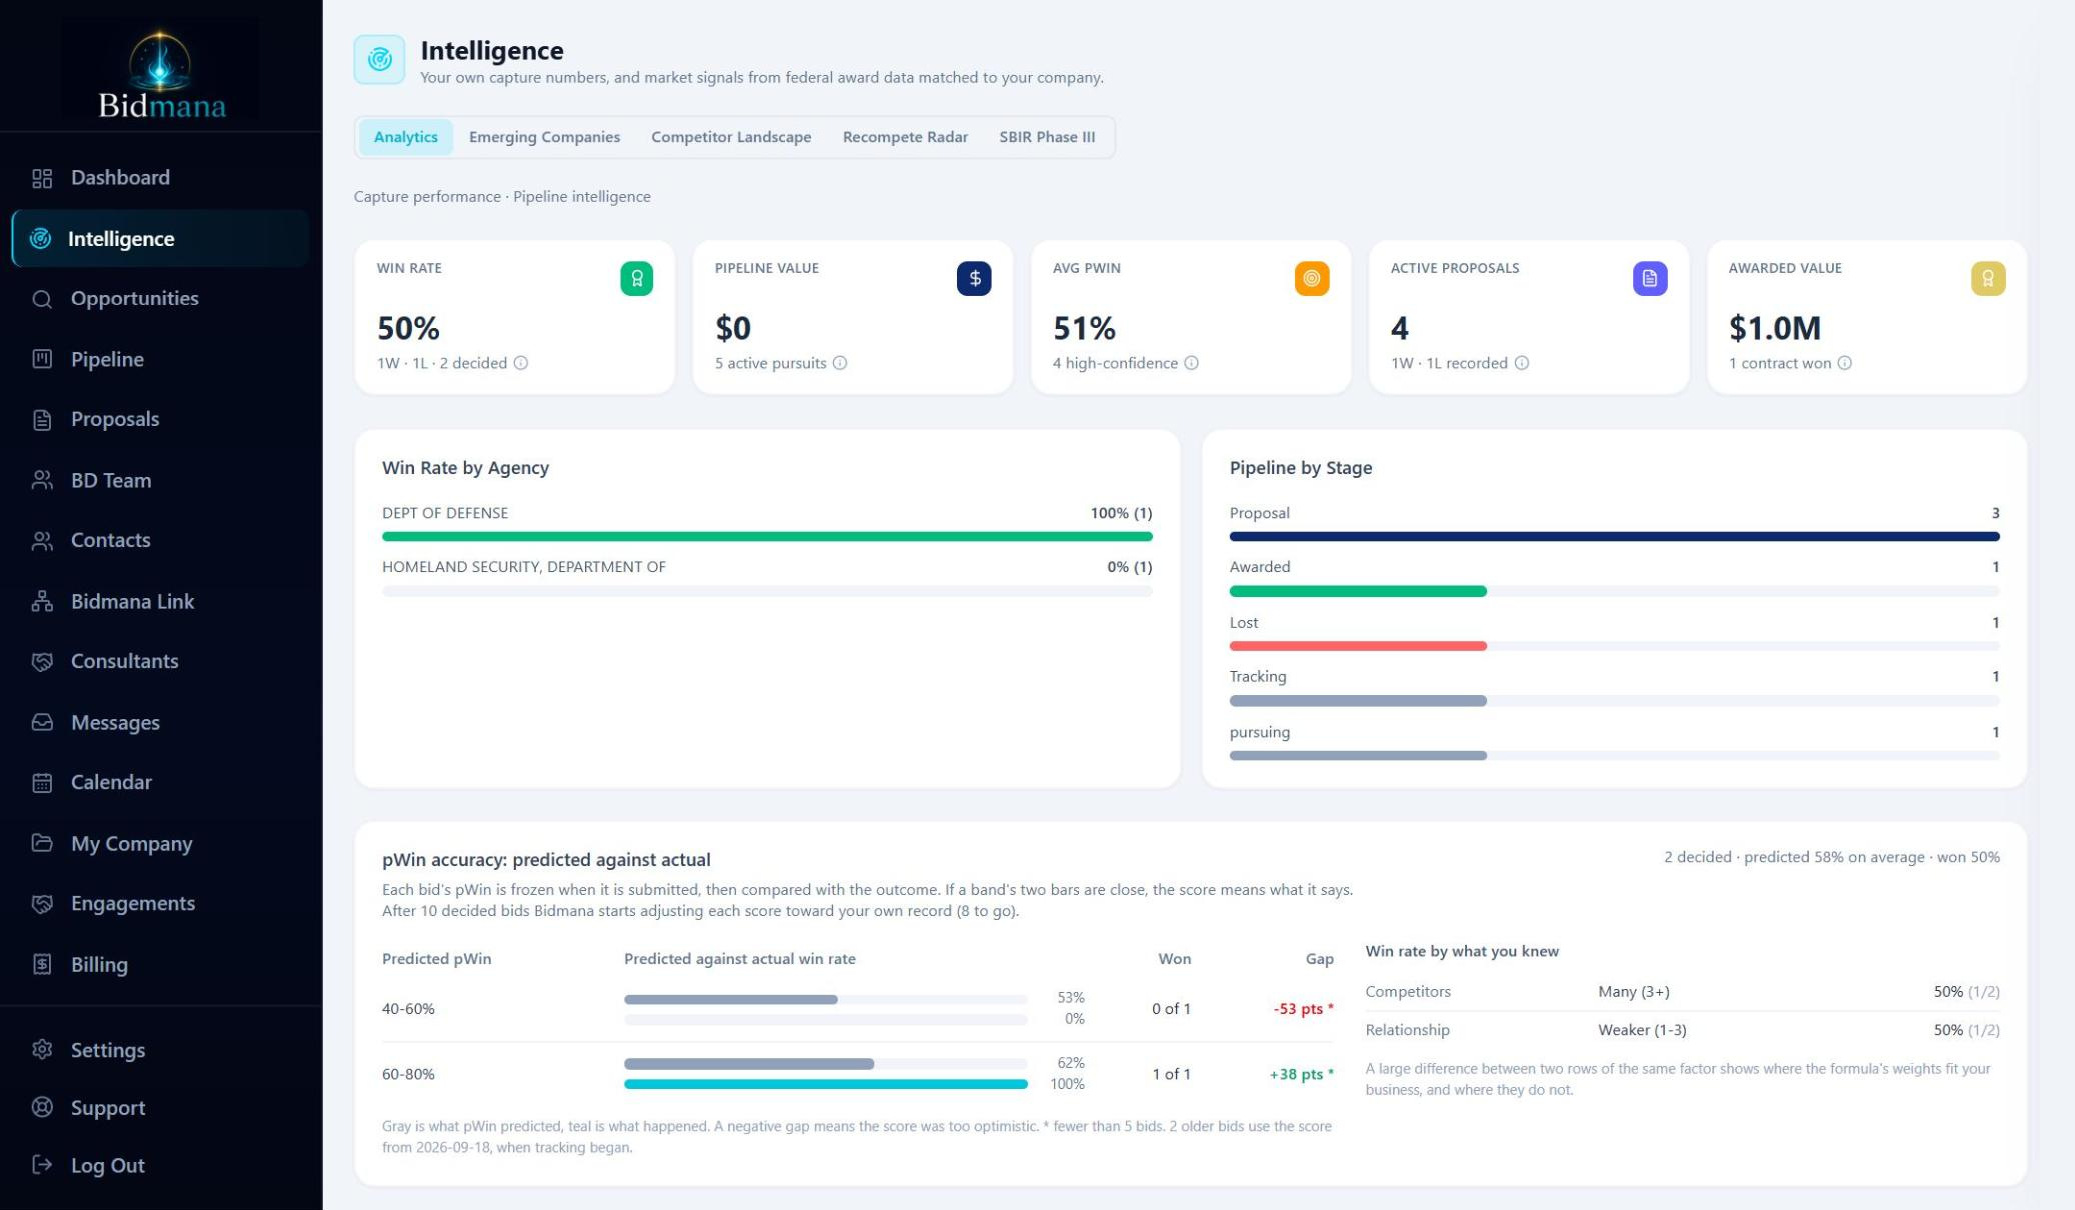 Bidmana
Dashboard
Intelligence
Opportunities
Pipeline
Proposals
BD Team
Contacts
Bidmana Link
Consultants
Messages
Calendar
My Company
Engagements
Billing
Settings
Support
Log Out
Intelligence
Your own capture numbers, and market signals from federal award data matched to your company.
Analytics Emerging Companies Competitor Landscape Recompete Radar SBIR Phase III
Capture performance · Pipeline intelligence
WIN RATE
50%
1W · 1L · 2 decided
PIPELINE VALUE
$0
5 active pursuits
AVG PWIN
51%
4 high-confidence
ACTIVE PROPOSALS
4
1W · 1L recorded
AWARDED VALUE
$1.0M
1 contract won
Win Rate by Agency
DEPT OF DEFENSE 100% (1)
HOMELAND SECURITY, DEPARTMENT OF 0% (1)
Pipeline by Stage
Proposal 3
Awarded 1
Lost 1
Tracking 1
pursuing 1
pWin accuracy: predicted against actual
2 decided · predicted 58% on average · won 50%
Each bid's pWin is frozen when it is submitted, then compared with the outcome. If a band's two bars are close, the score means what it says.
After 10 decided bids Bidmana starts adjusting each score toward your own record (8 to go).
Predicted pWin Predicted against actual win rate Won Gap
40-60% 53% 0% 0 of 1 -53 pts *
60-80% 62% 100% 1 of 1 +38 pts *
Gray is what pWin predicted, teal is what happened. A negative gap means the score was too optimistic. * fewer than 5 bids. 2 older bids use the score
from 2026-09-18, when tracking began.
Win rate by what you knew
Competitors Many (3+) 50% (1/2)
Relationship Weaker (1-3) 50% (1/2)
A large difference between two rows of the same factor shows where the formula's weights fit your
business, and where they do not.